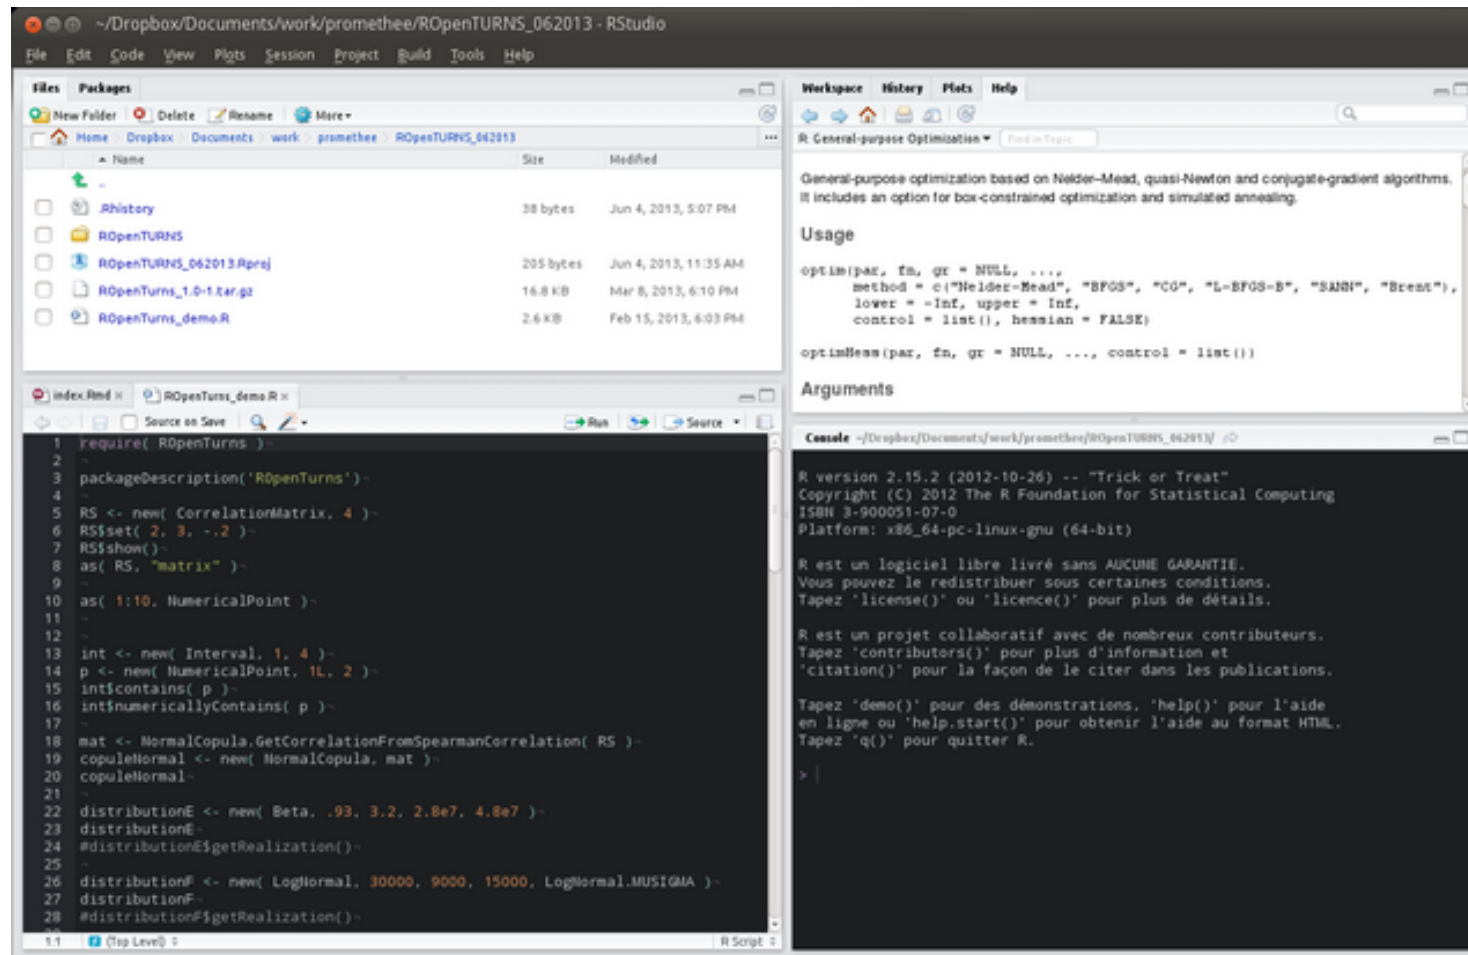 ~/Dropbox/Documents/work/promethee/ROpenTURNS_062013 - RStudio
File Edit Code View Plots Session Project Build Tools Help
Files Packages
New Folder Delete Rename More
Home Dropbox Documents work promethee ROpenTURNS_062013 ...
Name Size Modified
..
.Rhistory 38 bytes Jun 4, 2013, 5:07 PM
ROpenTURNS
ROpenTURNS_062013.Rproj 205 bytes Jun 4, 2013, 11:35 AM
ROpenTurns_1.0-1.tar.gz 16.8 KB Mar 8, 2013, 6:10 PM
ROpenTurns_demo.R 2.6 KB Feb 15, 2013, 6:03 PM
index.Rmd × ROpenTurns_demo.R ×
Source on Save Run Source
1 require( ROpenTurns )¬
2 ¬
3 packageDescription('ROpenTurns')¬
4 ¬
5 RS <- new( CorrelationMatrix, 4 )¬
6 RS$set( 2, 3, -.2 )¬
7 RS$show()¬
8 as( RS, "matrix" )¬
9 ¬
10 as( 1:10, NumericalPoint )¬
11 ¬
12 ¬
13 int <- new( Interval, 1, 4 )¬
14 p <- new( NumericalPoint, 1L, 2 )¬
15 int$contains( p )¬
16 int$numericallyContains( p )¬
17 ¬
18 mat <- NormalCopula.GetCorrelationFromSpearmanCorrelation( RS )¬
19 copuleNormal <- new( NormalCopula, mat )¬
20 copuleNormal¬
21 ¬
22 distributionE <- new( Beta, .93, 3.2, 2.8e7, 4.8e7 )¬
23 distributionE¬
24 #distributionE$getRealization()¬
25 ¬
26 distributionF <- new( LogNormal, 30000, 9000, 15000, LogNormal.MUSIGMA )¬
27 distributionF¬
28 #distributionF$getRealization()¬
1:1 (Top Level) R Script
Workspace History Plots Help
R: General-purpose Optimization Find in Topic
General-purpose optimization based on Nelder–Mead, quasi-Newton and conjugate-gradient algorithms.
It includes an option for box-constrained optimization and simulated annealing.
Usage
optim(par, fn, gr = NULL, ...,
method = c("Nelder-Mead", "BFGS", "CG", "L-BFGS-B", "SANN", "Brent"),
lower = -Inf, upper = Inf,
control = list(), hessian = FALSE)
optimHess(par, fn, gr = NULL, ..., control = list())
Arguments
Console ~/Dropbox/Documents/work/promethee/ROpenTURNS_062013/
R version 2.15.2 (2012-10-26) -- "Trick or Treat"
Copyright (C) 2012 The R Foundation for Statistical Computing
ISBN 3-900051-07-0
Platform: x86_64-pc-linux-gnu (64-bit)
R est un logiciel libre livré sans AUCUNE GARANTIE.
Vous pouvez le redistribuer sous certaines conditions.
Tapez 'license()' ou 'licence()' pour plus de détails.
R est un projet collaboratif avec de nombreux contributeurs.
Tapez 'contributors()' pour plus d'information et
'citation()' pour la façon de le citer dans les publications.
Tapez 'demo()' pour des démonstrations, 'help()' pour l'aide
en ligne ou 'help.start()' pour obtenir l'aide au format HTML.
Tapez 'q()' pour quitter R.
>